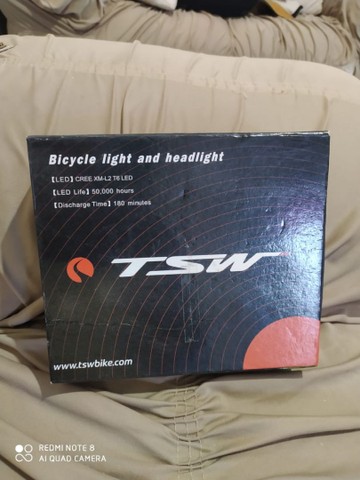 Bicycle light and headlight
【LED】CREE XM-L2 T6 LED
【LED Life】50,000 hours
【Discharge Time】180 minutes
TSW
www.tswbike.com
REDMI NOTE 8
AI QUAD CAMERA